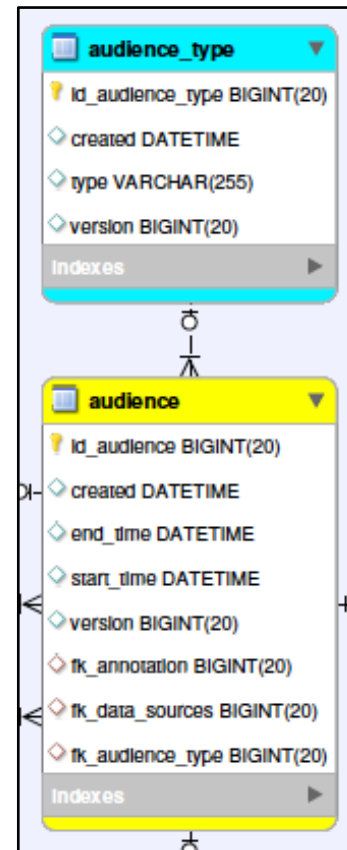 audience_type
id_audience_type BIGINT(20)
created DATETIME
type VARCHAR(255)
version BIGINT(20)
Indexes
audience
id_audience BIGINT(20)
created DATETIME
end_time DATETIME
start_time DATETIME
version BIGINT(20)
fk_annotation BIGINT(20)
fk_data_sources BIGINT(20)
fk_audience_type BIGINT(20)
Indexes